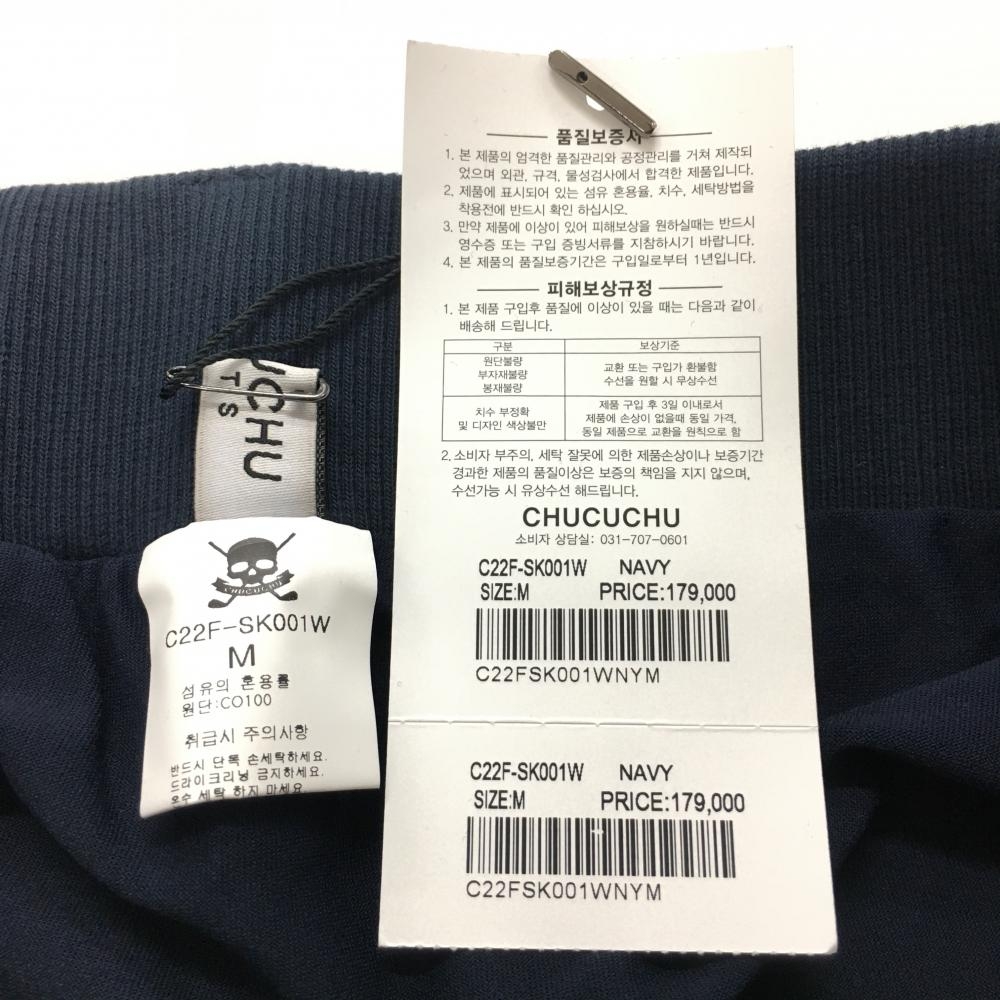 품질보증서
1. 본 제품의 엄격한 품질관리와 공정관리를 거쳐 제작되
었으며 외관, 규격, 물성검사에서 합격한 제품입니다.
2. 제품에 표시되어 있는 섬유 혼용율, 치수, 세탁방법을
착용전에 반드시 확인 하십시오.
3. 만약 제품에 이상이 있어 피해보상을 원하실때는 반드시
영수증 또는 구입 증빙서류를 지참하시기 바랍니다.
4. 본 제품의 품질보증기간은 구입일로부터 1년입니다.
피해보상규정
1. 본 제품 구입후 품질에 이상이 있을 때는 다음과 같이
배송해 드립니다.
구분 보상기준
원단불량
부자재불량
봉재불량
교환 또는 구입가 환불함
수선을 원할 시 무상수선
치수 부정확
및 디자인 색상불만
제품 구입 후 3일 이내로서
제품에 손상이 없을때 동일 가격,
동일 제품으로 교환을 원칙으로 함
2. 소비자 부주의, 세탁 잘못에 의한 제품손상이나 보증기간
경과한 제품의 품질이상은 보증의 책임을 지지 않으며,
수선가능 시 유상수선 해드립니다.
CHUCUCHU
소비자 상담실: 031-707-0601
C22F-SK001W NAVY
SIZE:M PRICE:179,000
C22FSK001WNYM
C22F-SK001W NAVY
SIZE:M PRICE:179,000
C22FSK001WNYM
UCHU
TS
CHUCUCHU
C22F-SK001W
M
섬유의 혼용률
원단:CO100
취급시 주의사항
반드시 단독 손세탁하세요.
드라이크리닝 금지하세요.
온수 세탁 하지 마세요